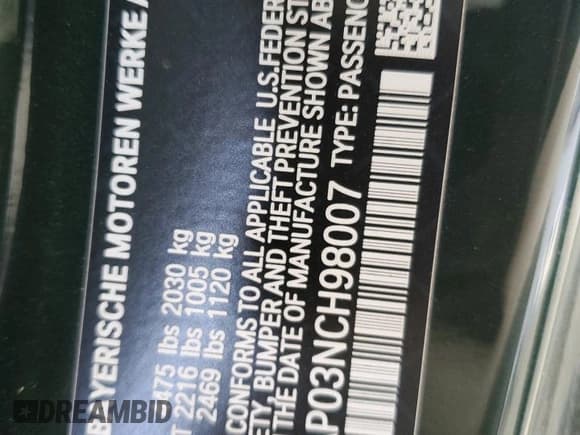 BAYERISCHE MOTOREN WERKE
475 lbs 2030 kg
T 2216 lbs 1005 kg
2469 lbs 1120 kg
CONFORMS TO ALL APPLICABLE U.S.FEDER
ETY, BUMPER AND THEFT PREVENTION ST
THE DATE OF MANUFACTURE SHOWN AB
P03NCH98007 TYPE: PASSENG
DREAMBID